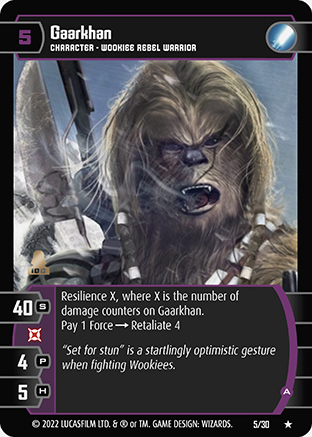 5 Gaarkhan
CHARACTER - WOOKIEE REBEL WARRIOR
40 S
4 P
5 H
Resilience X, where X is the number of
damage counters on Gaarkhan.
Pay 1 Force → Retaliate 4
"Set for stun" is a startlingly optimistic gesture
when fighting Wookiees.
A
© 2022 LUCASFILM LTD. & ® OR TM. GAME DESIGN: WIZARDS. 5/30 ★